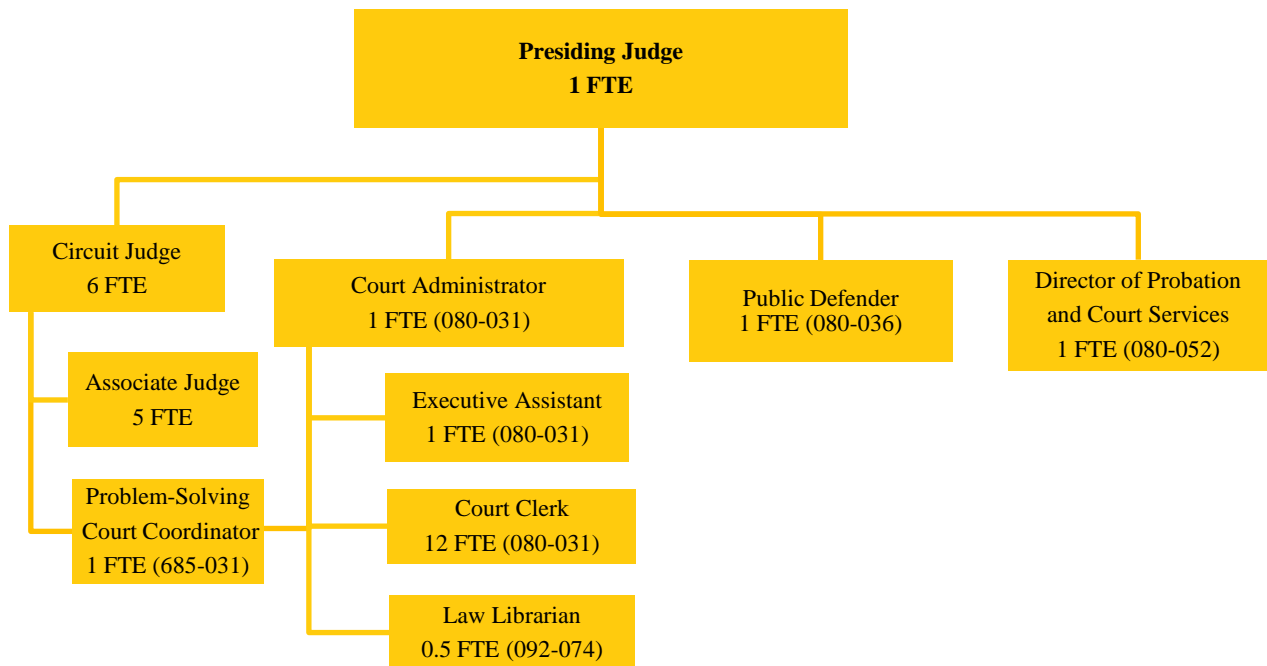 Presiding Judge
1 FTE
Circuit Judge
6 FTE
Court Administrator
1 FTE (080-031)
Public Defender
1 FTE (080-036)
Director of Probation
and Court Services
1 FTE (080-052)
Associate Judge
5 FTE
Executive Assistant
1 FTE (080-031)
Problem-Solving
Court Coordinator
1 FTE (685-031)
Court Clerk
12 FTE (080-031)
Law Librarian
0.5 FTE (092-074)